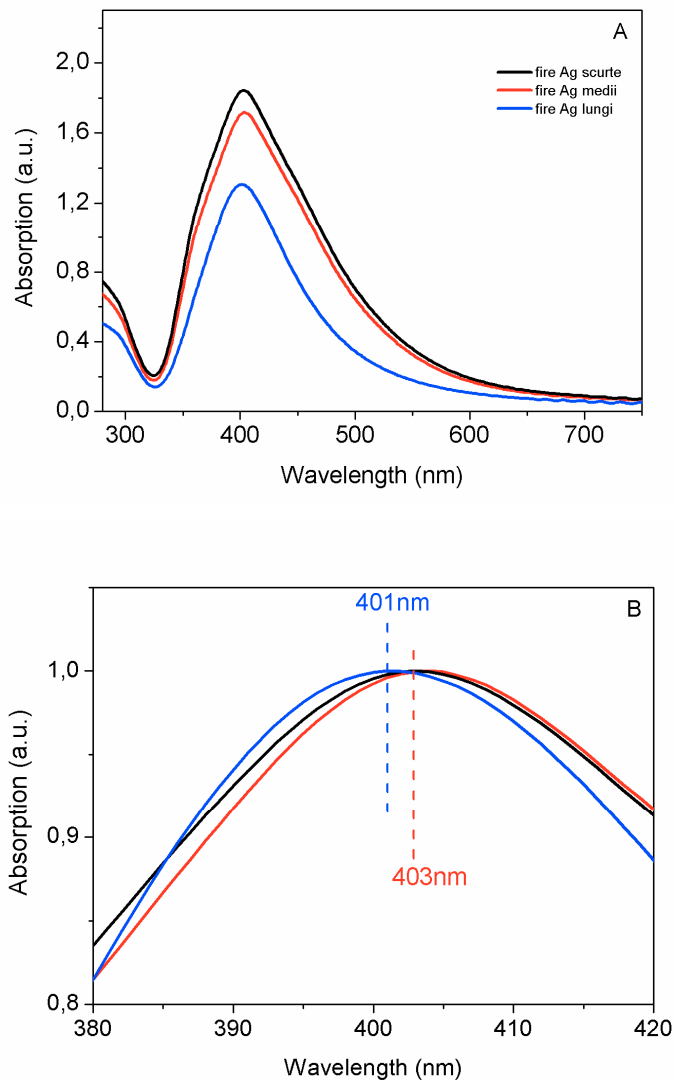 A
fire Ag scurte
fire Ag medii
fire Ag lungi
2,0
1,6
1,2
0,8
0,4
0,0
Absorption (a.u.)
300 400 500 600 700
Wavelength (nm)
B
401nm
1,0
0,9
0,8
Absorption (a.u.)
403nm
380 390 400 410 420
Wavelength (nm)